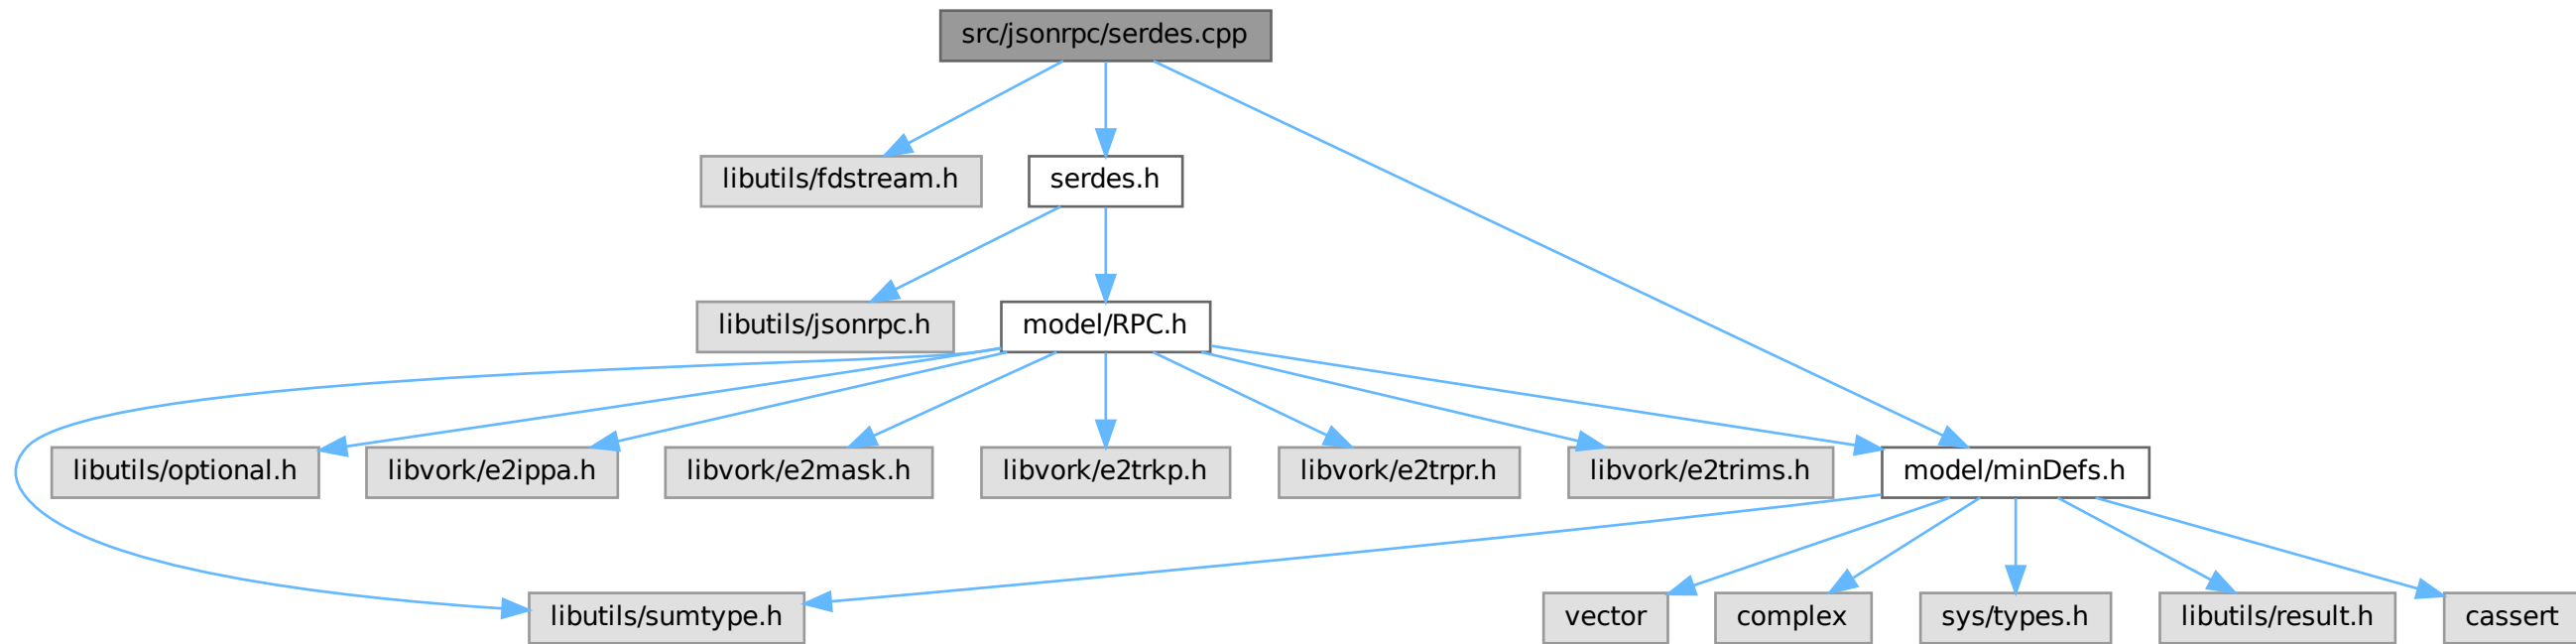 src/jsonrpc/serdes.cpp
libutils/fdstream.h
serdes.h
libutils/jsonrpc.h
model/RPC.h
libutils/optional.h
libvork/e2ippa.h
libvork/e2mask.h
libvork/e2trkp.h
libvork/e2trpr.h
libvork/e2trims.h
model/minDefs.h
libutils/sumtype.h
vector
complex
sys/types.h
libutils/result.h
cassert